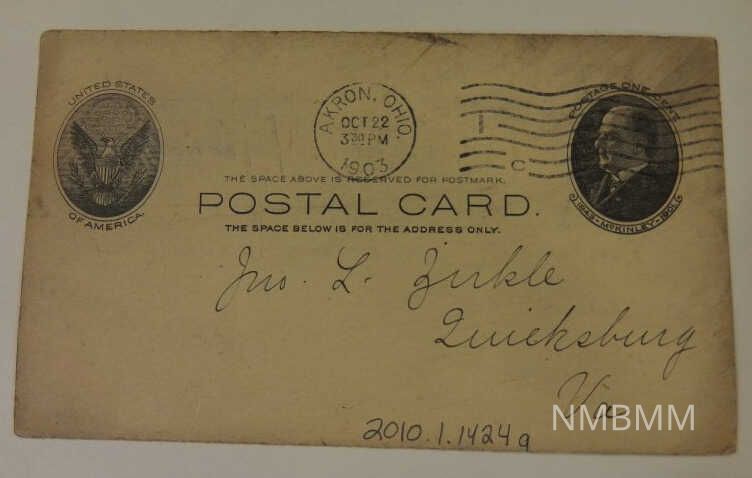 UNITED STATES
OF AMERICA.
AKRON, OHIO.
OCT 22
3 30 PM
1903
1
C
POSTAGE ONE CENT
1843 - McKINLEY - 1901.
THE SPACE ABOVE IS RESERVED FOR POSTMARK.
POSTAL CARD.
THE SPACE BELOW IS FOR THE ADDRESS ONLY.
Jno. L. Zirkle
Quicksburg
Va
NMBMM
2010.1.1424a